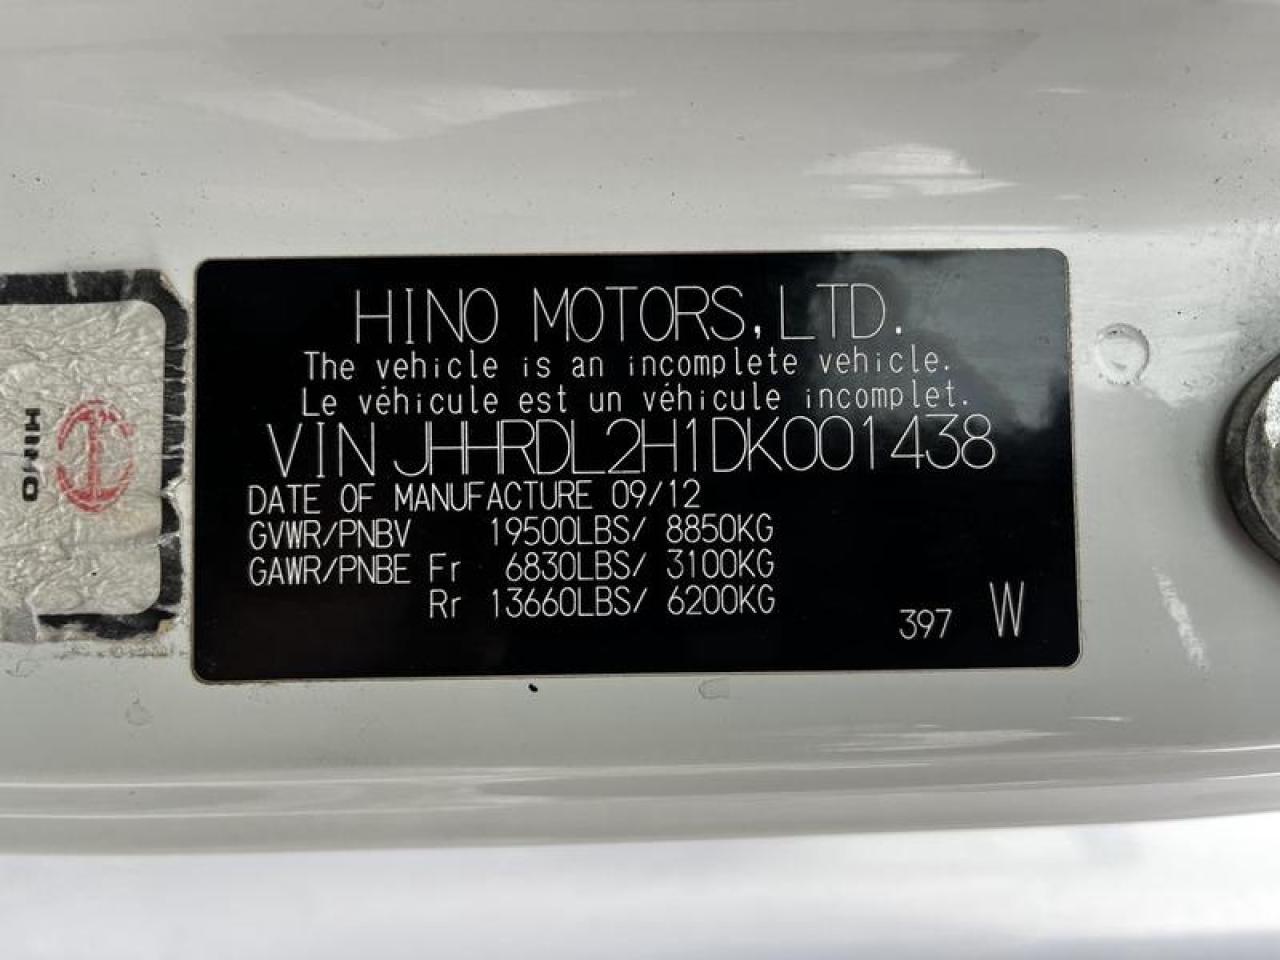 HINO MOTORS, LTD.
The vehicle is an incomplete vehicle.
Le véhicule est un véhicule incomplet.
VIN JHHRDL2H1DK001438
DATE OF MANUFACTURE 09/12
GVWR/PNBV 19500LBS/ 8850KG
GAWR/PNBE Fr 6830LBS/ 3100KG
Rr 13660LBS/ 6200KG
397 W
HINO